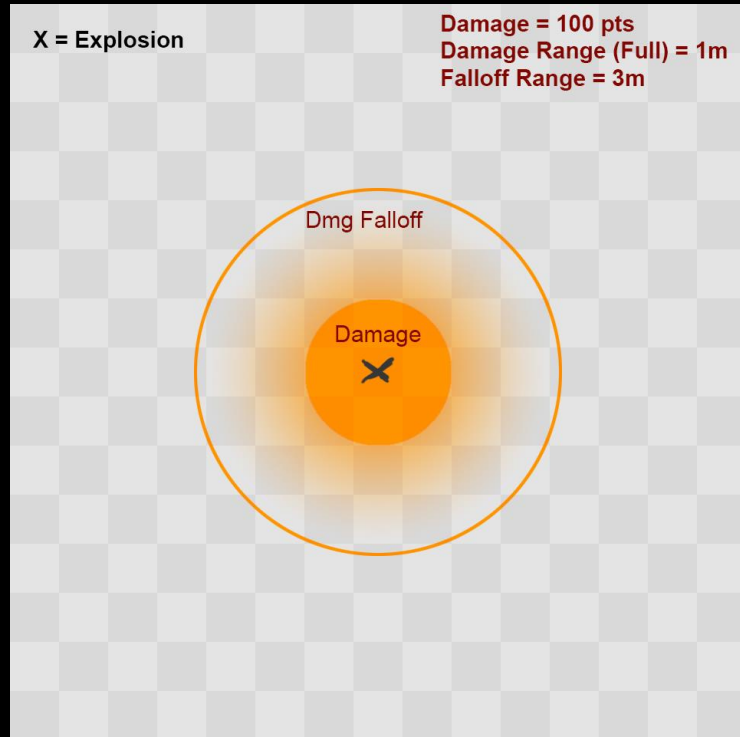 X = Explosion
Damage = 100 pts
Damage Range (Full) = 1m
Falloff Range = 3m
Dmg Falloff
Damage